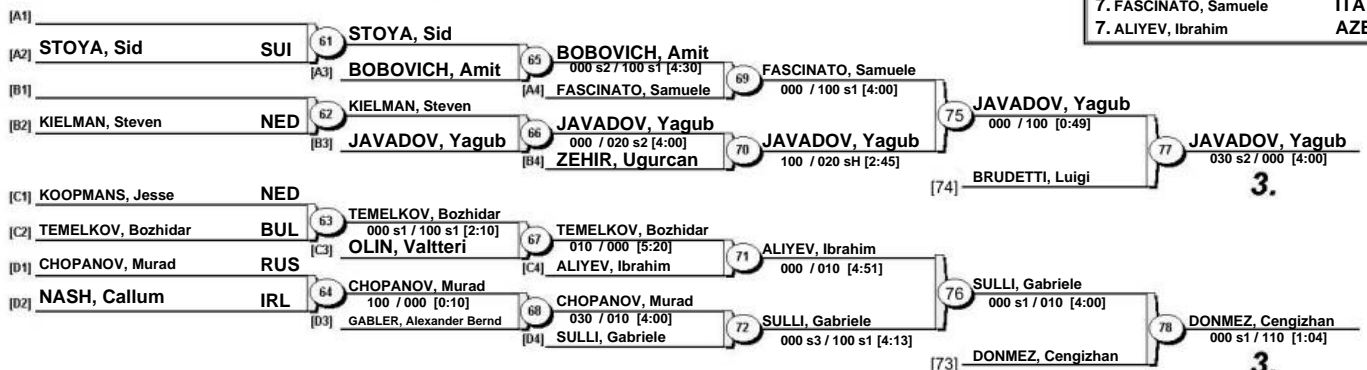 7. FASCINATO, Samuele ITA
7. ALIYEV, Ibrahim AZE
[A1]
[A2] STOYA, Sid SUI 61 STOYA, Sid
[A3] BOBOVICH, Amit 65 BOBOVICH, Amit
000 s2 / 100 s1 [4:30]
[A4] FASCINATO, Samuele 69 FASCINATO, Samuele
000 / 100 s1 [4:00]
[B1]
[B2] KIELMAN, Steven NED 62 KIELMAN, Steven
[B3] JAVADOV, Yagub 66 JAVADOV, Yagub
000 / 020 s2 [4:00]
[B4] ZEHIR, Ugurcan 70 JAVADOV, Yagub
100 / 020 sH [2:45]
75 JAVADOV, Yagub
000 / 100 [0:49]
[74] BRUDETTI, Luigi 77 JAVADOV, Yagub
030 s2 / 000 [4:00]
3.
[C1] KOOPMANS, Jesse NED
[C2] TEMELKOV, Bozhidar BUL 63 TEMELKOV, Bozhidar
000 s1 / 100 s1 [2:10]
[C3] OLIN, Valtteri 67 TEMELKOV, Bozhidar
010 / 000 [5:20]
[C4] ALIYEV, Ibrahim 71 ALIYEV, Ibrahim
000 / 010 [4:51]
[D1] CHOPANOV, Murad RUS
[D2] NASH, Callum IRL 64 CHOPANOV, Murad
100 / 000 [0:10]
[D3] GABLER, Alexander Bernd 68 CHOPANOV, Murad
030 / 010 [4:00]
[D4] SULLI, Gabriele 72 SULLI, Gabriele
000 s3 / 100 s1 [4:13]
76 SULLI, Gabriele
000 s1 / 010 [4:00]
[73] DONMEZ, Cengizhan 78 DONMEZ, Cengizhan
000 s1 / 110 [1:04]
3.